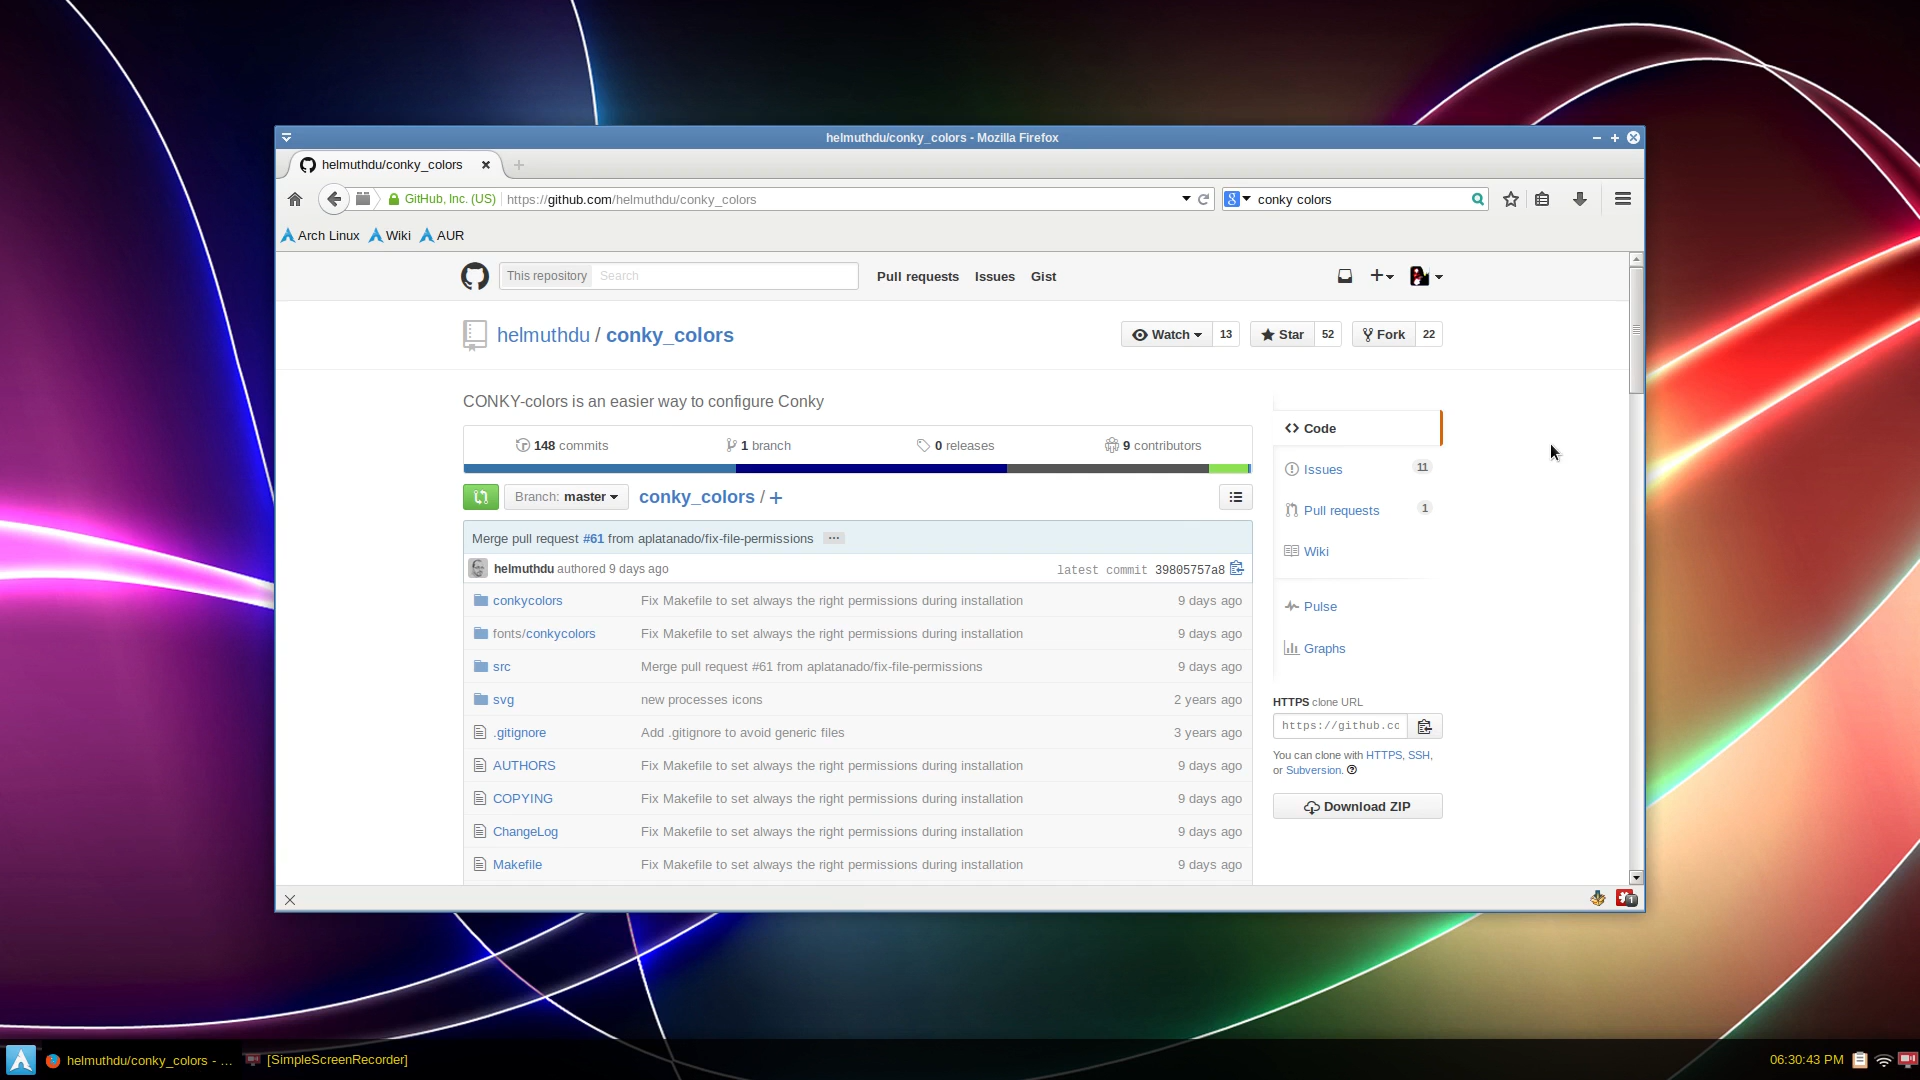 helmuthdu/conky_colors - Mozilla Firefox
helmuthdu/conky_colors
GitHub, Inc. (US) https://github.com/helmuthdu/conky_colors
conky colors
Arch Linux Wiki AUR
This repository Search Pull requests Issues Gist
helmuthdu / conky_colors
Watch 13 Star 52 Fork 22
CONKY-colors is an easier way to configure Conky
148 commits 1 branch 0 releases 9 contributors
Branch: master conky_colors / +
Merge pull request #61 from aplatanado/fix-file-permissions ...
helmuthdu authored 9 days ago latest commit 39805757a8
conkycolors Fix Makefile to set always the right permissions during installation 9 days ago
fonts/conkycolors Fix Makefile to set always the right permissions during installation 9 days ago
src Merge pull request #61 from aplatanado/fix-file-permissions 9 days ago
svg new processes icons 2 years ago
.gitignore Add .gitignore to avoid generic files 3 years ago
AUTHORS Fix Makefile to set always the right permissions during installation 9 days ago
COPYING Fix Makefile to set always the right permissions during installation 9 days ago
ChangeLog Fix Makefile to set always the right permissions during installation 9 days ago
Makefile Fix Makefile to set always the right permissions during installation 9 days ago
Code
Issues 11
Pull requests 1
Wiki
Pulse
Graphs
HTTPS clone URL
https://github.cc
You can clone with HTTPS, SSH,
or Subversion.
Download ZIP
1
helmuthdu/conky_colors - ...
[SimpleScreenRecorder]
06:30:43 PM